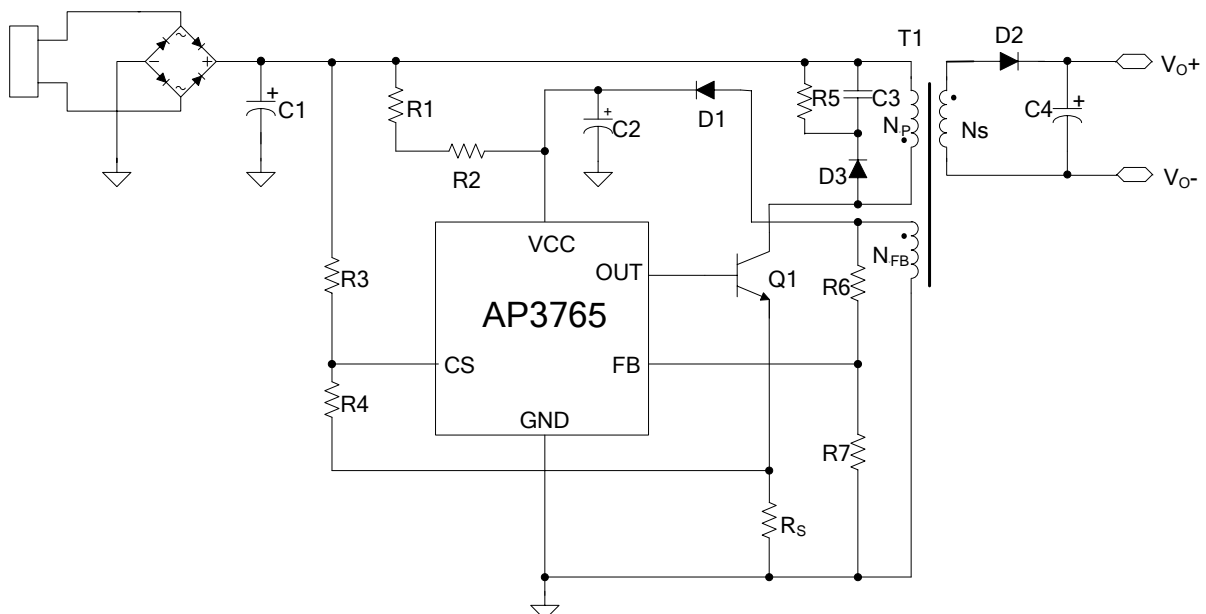 T1
D2
C1
R1
C2
D1
R5
C3
NP
Ns
C4
VO+
R2
D3
VO-
VCC
NFB
R3
OUT
Q1
R6
AP3765
CS
FB
R4
GND
R7
RS